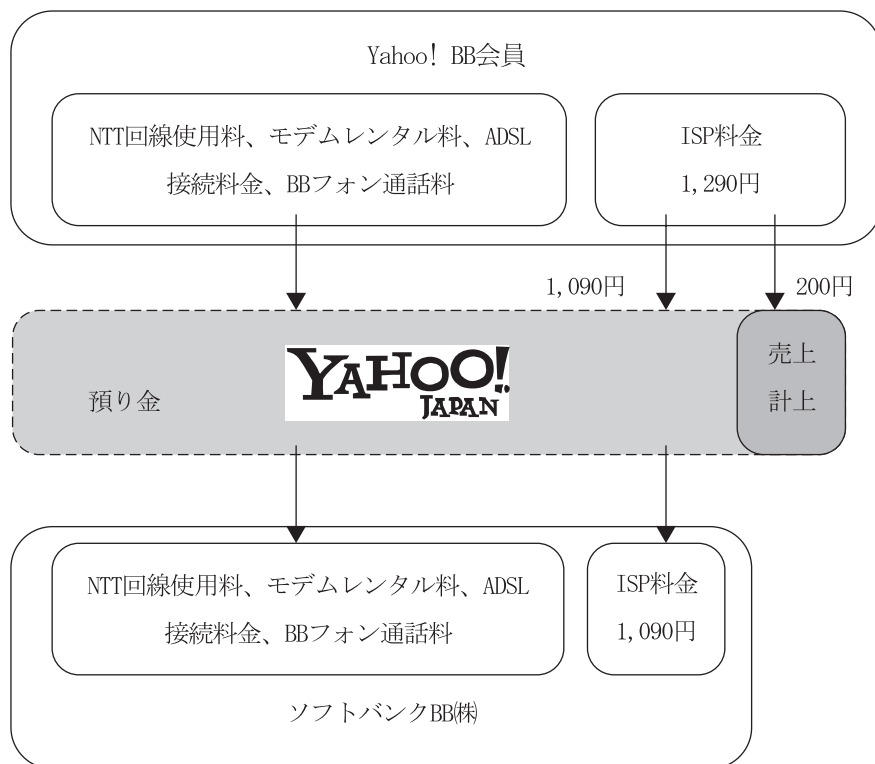 Yahoo! BB会員
NTT回線使用料、モデムレンタル料、ADSL
接続料金、BBフォン通話料
ISP料金
1,290円
1,090円
200円
預り金
YAHOO!
JAPAN
売上
計上
NTT回線使用料、モデムレンタル料、ADSL
接続料金、BBフォン通話料
ISP料金
1,090円
ソフトバンクBB㈱